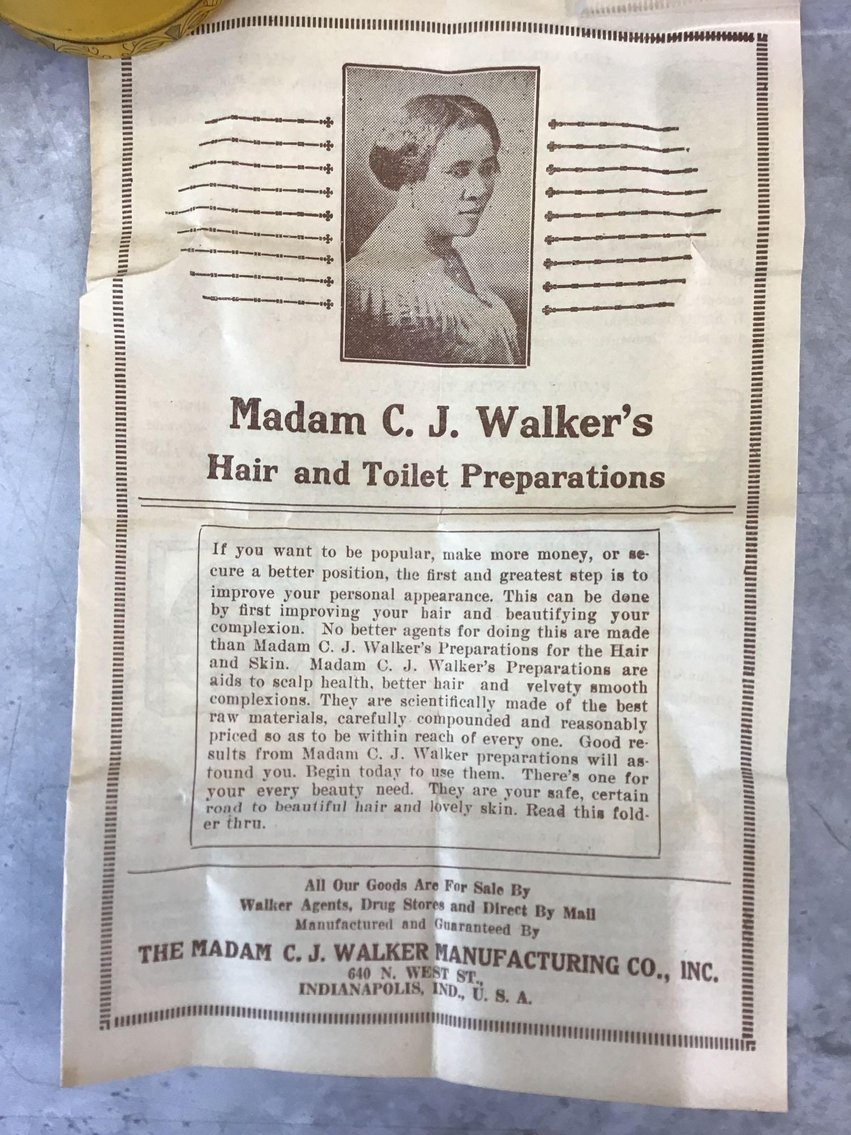 Madam C. J. Walker's
Hair and Toilet Preparations
If you want to be popular, make more money, or se-
cure a better position, the first and greatest step is to
improve your personal appearance. This can be done
by first improving your hair and beautifying your
complexion. No better agents for doing this are made
than Madam C. J. Walker's Preparations for the Hair
and Skin. Madam C. J. Walker's Preparations are
aids to scalp health, better hair and velvety smooth
complexions. They are scientifically made of the best
raw materials, carefully compounded and reasonably
priced so as to be within reach of every one. Good re-
sults from Madam C. J. Walker preparations will as-
tound you. Begin today to use them. There's one for
your every beauty need. They are your safe, certain
road to beautiful hair and lovely skin. Read this fold-
er thru.
All Our Goods Are For Sale By
Walker Agents, Drug Stores and Direct By Mail
Manufactured and Guaranteed By
THE MADAM C. J. WALKER MANUFACTURING CO., INC.
640 N. WEST ST.,
INDIANAPOLIS, IND., U. S. A.